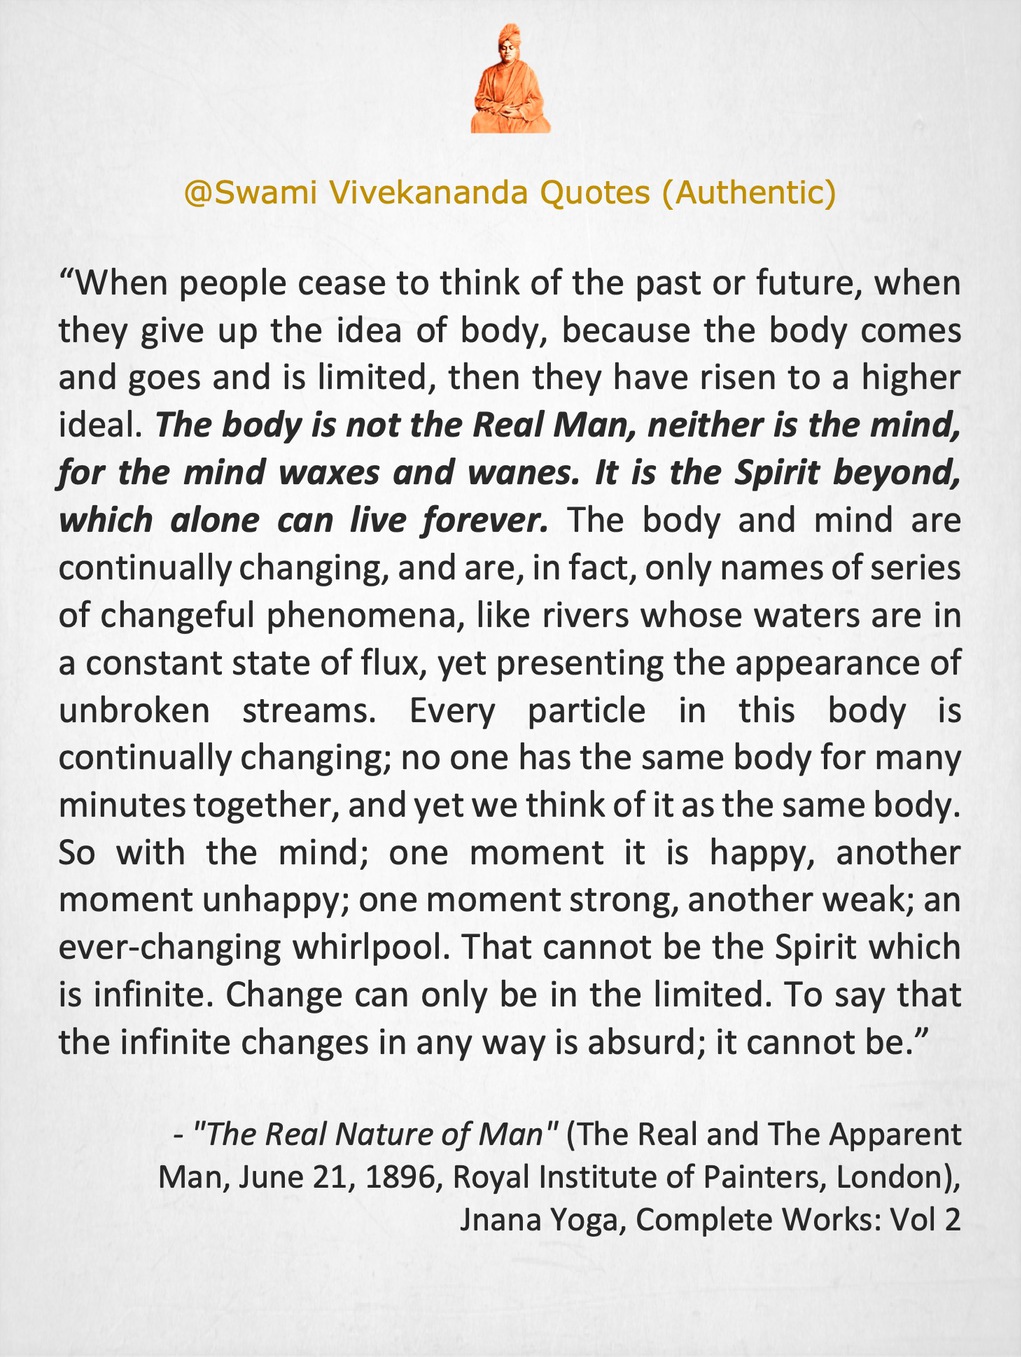 @Swami Vivekananda Quotes (Authentic)
“When people cease to think of the past or future, when
they give up the idea of body, because the body comes
and goes and is limited, then they have risen to a higher
ideal. The body is not the Real Man, neither is the mind,
for the mind waxes and wanes. It is the Spirit beyond,
which alone can live forever. The body and mind are
continually changing, and are, in fact, only names of series
of changeful phenomena, like rivers whose waters are in
a constant state of flux, yet presenting the appearance of
unbroken streams. Every particle in this body is
continually changing; no one has the same body for many
minutes together, and yet we think of it as the same body.
So with the mind; one moment it is happy, another
moment unhappy; one moment strong, another weak; an
ever-changing whirlpool. That cannot be the Spirit which
is infinite. Change can only be in the limited. To say that
the infinite changes in any way is absurd; it cannot be.”
- "The Real Nature of Man" (The Real and The Apparent
Man, June 21, 1896, Royal Institute of Painters, London),
Jnana Yoga, Complete Works: Vol 2